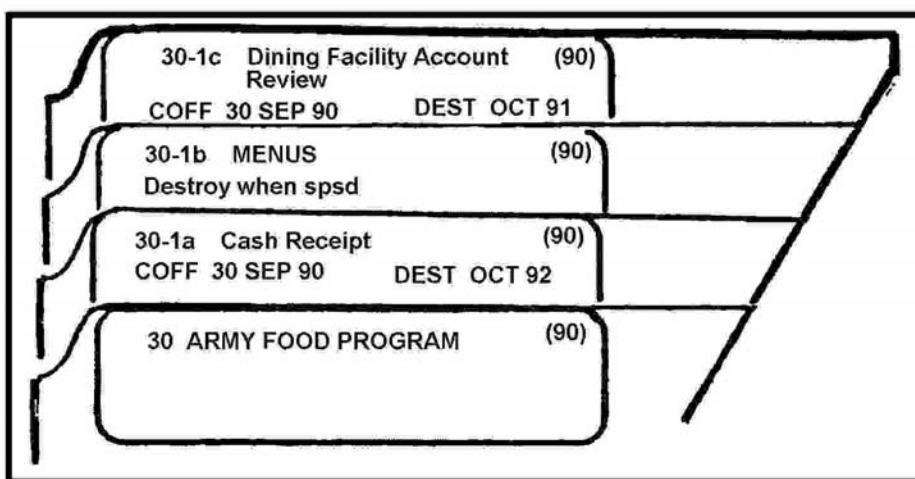 30-1c Dining Facility Account (90)
Review
COFF 30 SEP 90 DEST OCT 91
30-1b MENUS (90)
Destroy when spsd
30-1a Cash Receipt (90)
COFF 30 SEP 90 DEST OCT 92
30 ARMY FOOD PROGRAM (90)